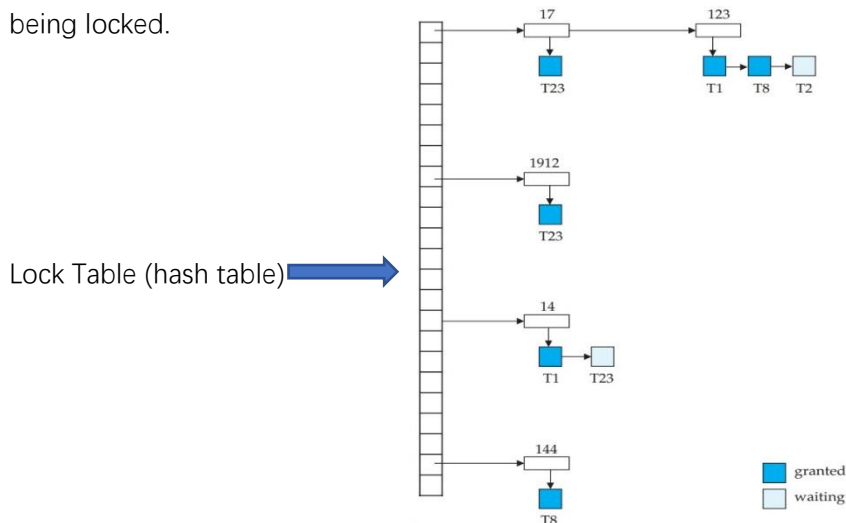 being locked.
17 123
T23 T1 T8 T2
1912
T23
Lock Table (hash table)
14
T1 T23
144
granted
waiting
T8